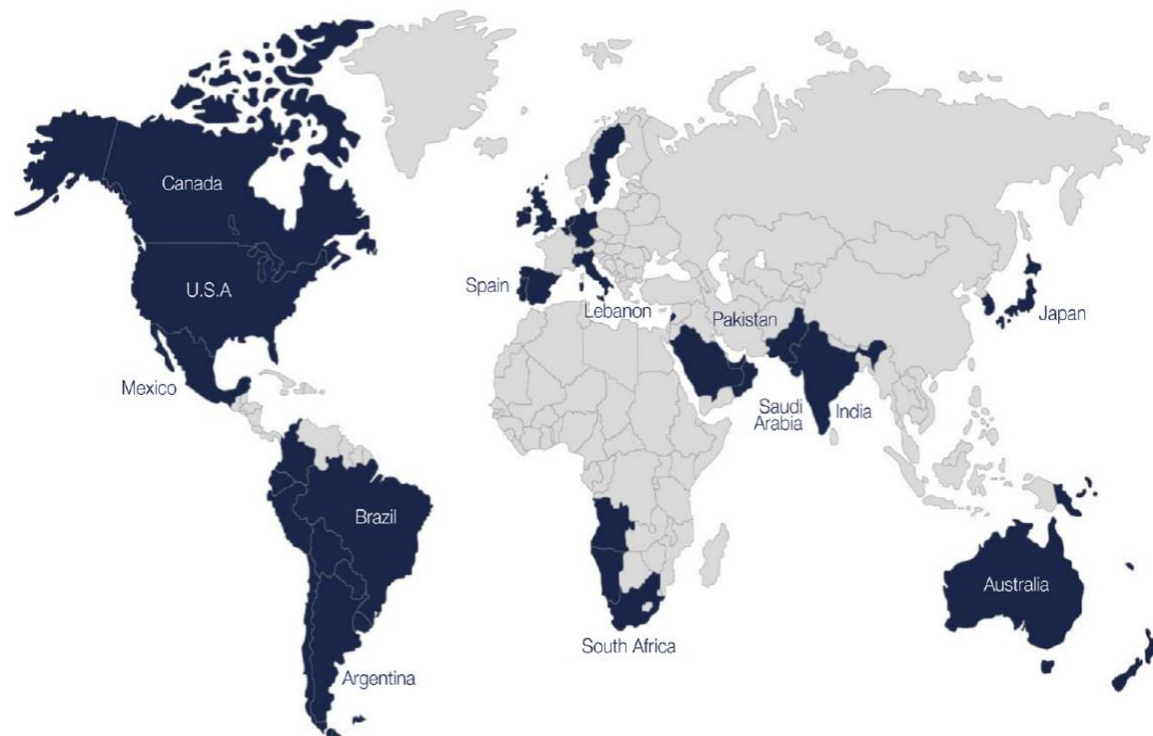 Canada
U.S.A
Mexico
Brazil
Argentina
Spain
Lebanon
Pakistan
Saudi
Arabia
India
Japan
South Africa
Australia